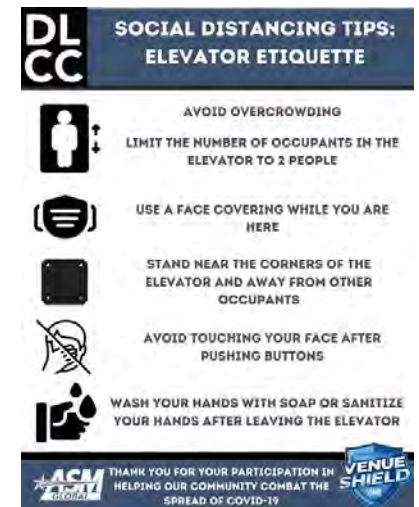 DL
CC
SOCIAL DISTANCING TIPS:
ELEVATOR ETIQUETTE
AVOID OVERCROWDING
LIMIT THE NUMBER OF OCCUPANTS IN THE
ELEVATOR TO 2 PEOPLE
USE A FACE COVERING WHILE YOU ARE
HERE
STAND NEAR THE CORNERS OF THE
ELEVATOR AND AWAY FROM OTHER
OCCUPANTS
AVOID TOUCHING YOUR FACE AFTER
PUSHING BUTTONS
WASH YOUR HANDS WITH SOAP OR SANITIZE
YOUR HANDS AFTER LEAVING THE ELEVATOR
ASM
GLOBAL
THANK YOU FOR YOUR PARTICIPATION IN
HELPING OUR COMMUNITY COMBAT THE
SPREAD OF COVID-19
VENUE
SHIELD